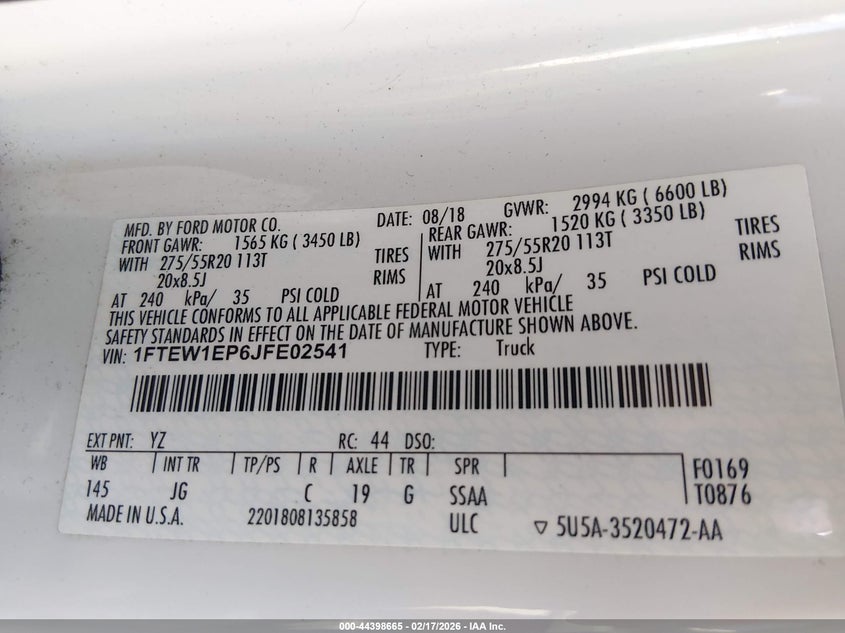 MFD. BY FORD MOTOR CO. DATE: 08/18 GVWR: 2994 KG ( 6600 LB)
FRONT GAWR: 1565 KG ( 3450 LB) REAR GAWR: 1520 KG ( 3350 LB)
WITH 275/55R20 113T TIRES WITH 275/55R20 113T TIRES
20x8.5J RIMS 20x8.5J RIMS
AT 240 kPa/ 35 PSI COLD AT 240 kPa/ 35 PSI COLD
THIS VEHICLE CONFORMS TO ALL APPLICABLE FEDERAL MOTOR VEHICLE
SAFETY STANDARDS IN EFFECT ON THE DATE OF MANUFACTURE SHOWN ABOVE.
VIN: 1FTEW1EP6JFE02541 TYPE: Truck
EXT PNT: YZ RC: 44 DSO:
WB INT TR TP/PS R AXLE TR SPR F0169
145 JG C 19 G SSAA T0876
MADE IN U.S.A. 2201808135858 ULC ▽ 5U5A-3520472-AA
000-44398665 - 02/17/2026 - IAA Inc.